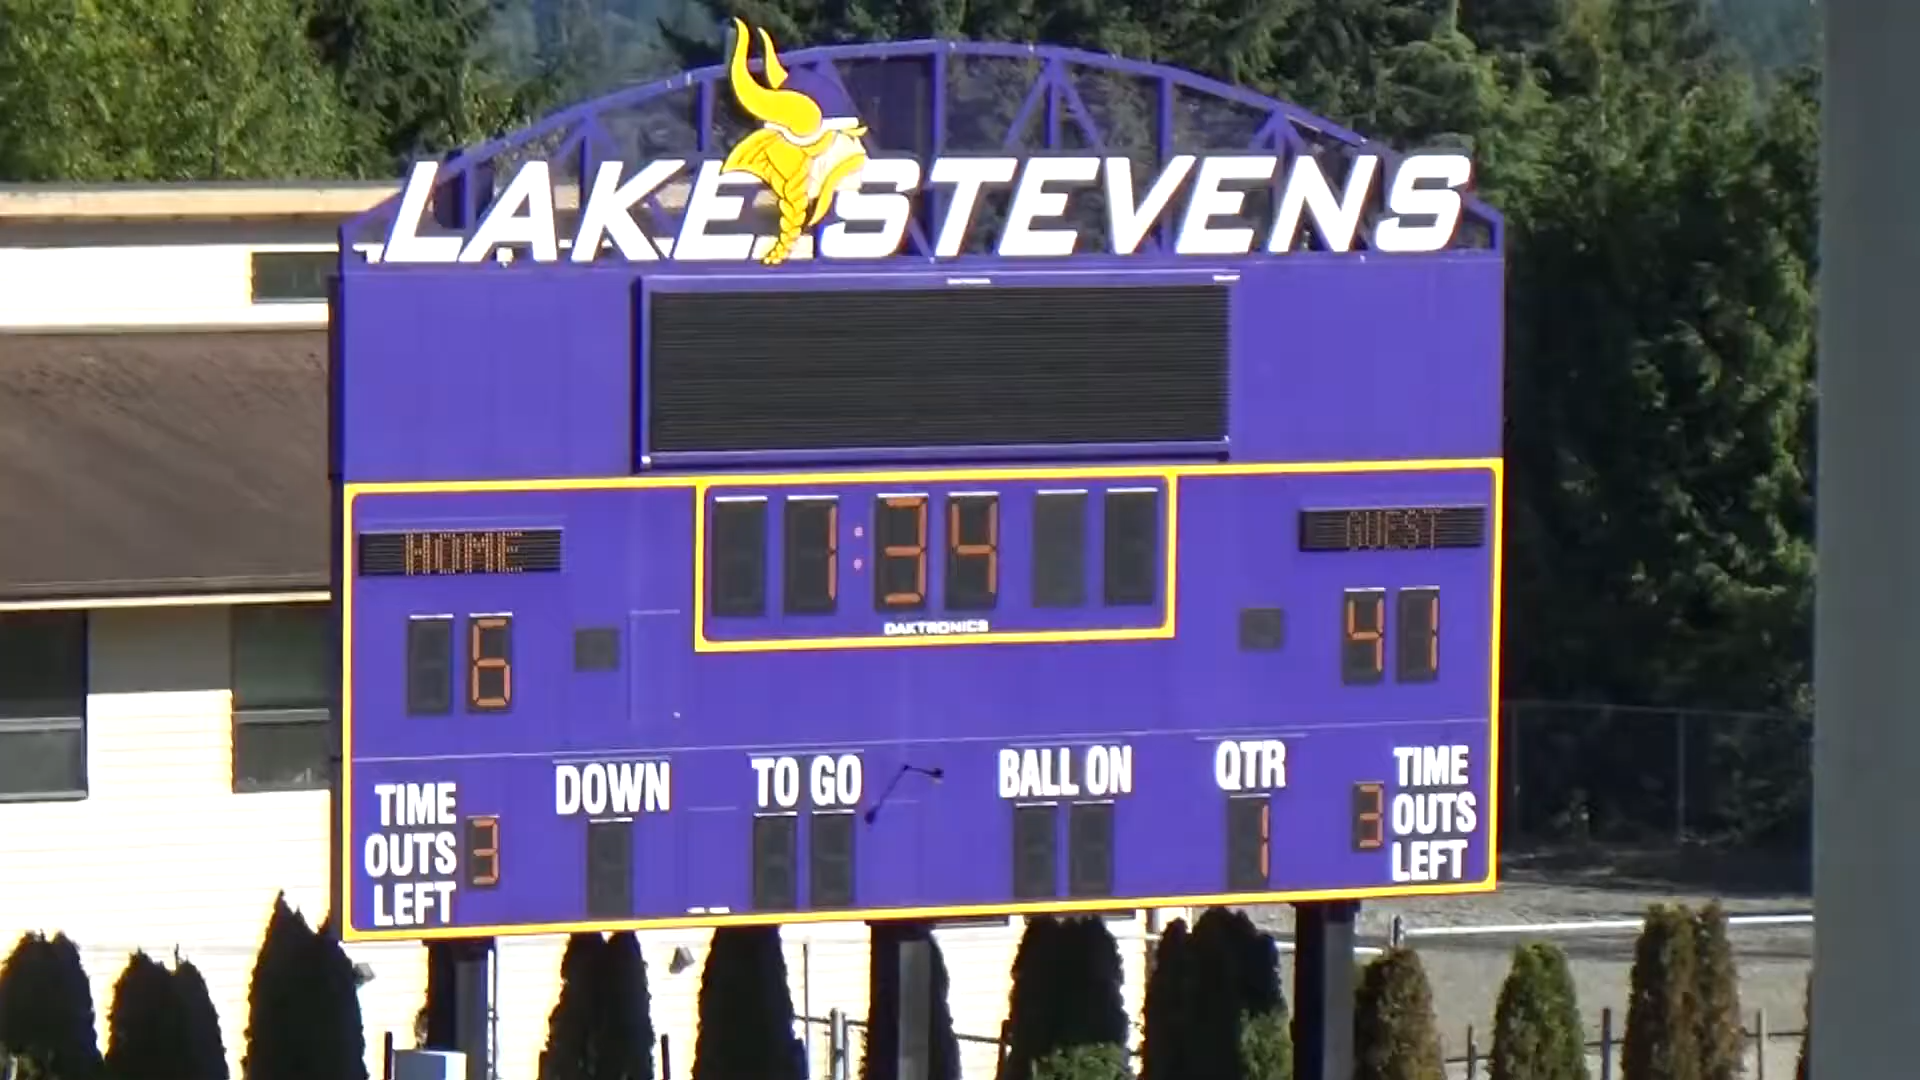 LAKE STEVENS
1:34
HOME
GUEST
DAKTRONICS
6
41
DOWN
TO GO
BALL ON
QTR
1
TIME
OUTS
LEFT
3
3
TIME
OUTS
LEFT